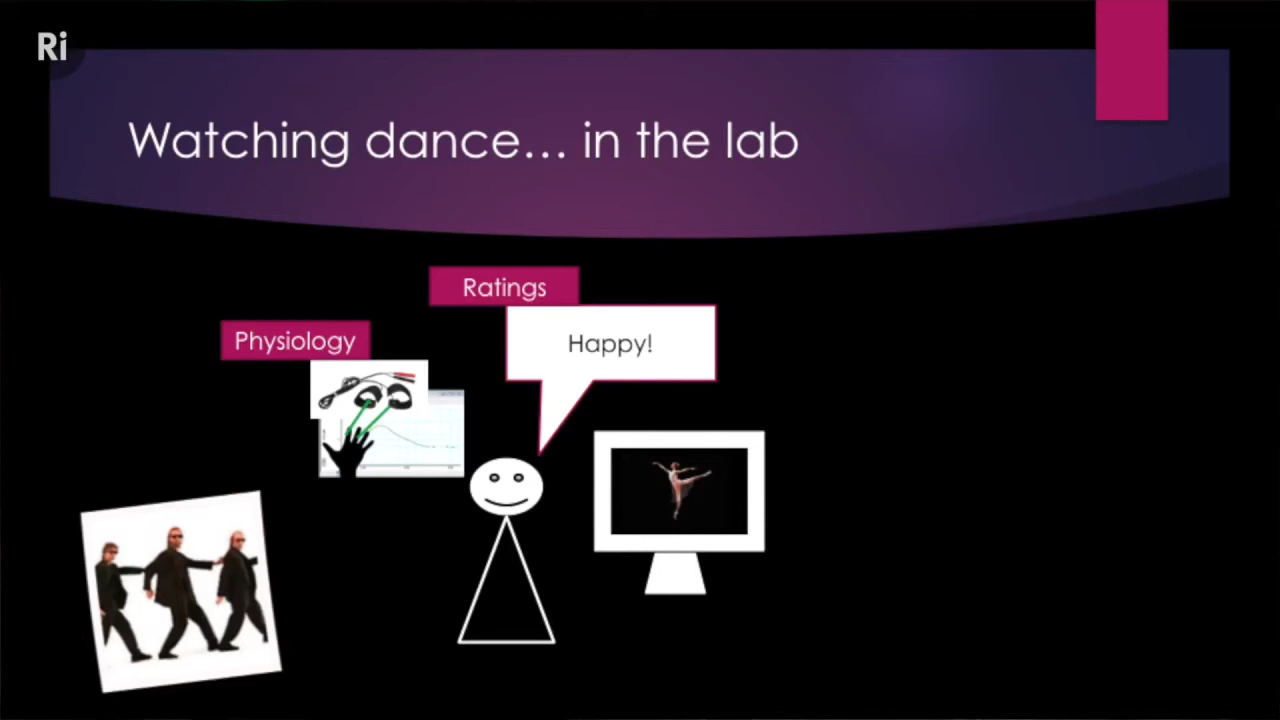 Ri
Watching dance... in the lab
Ratings
Physiology
Happy!